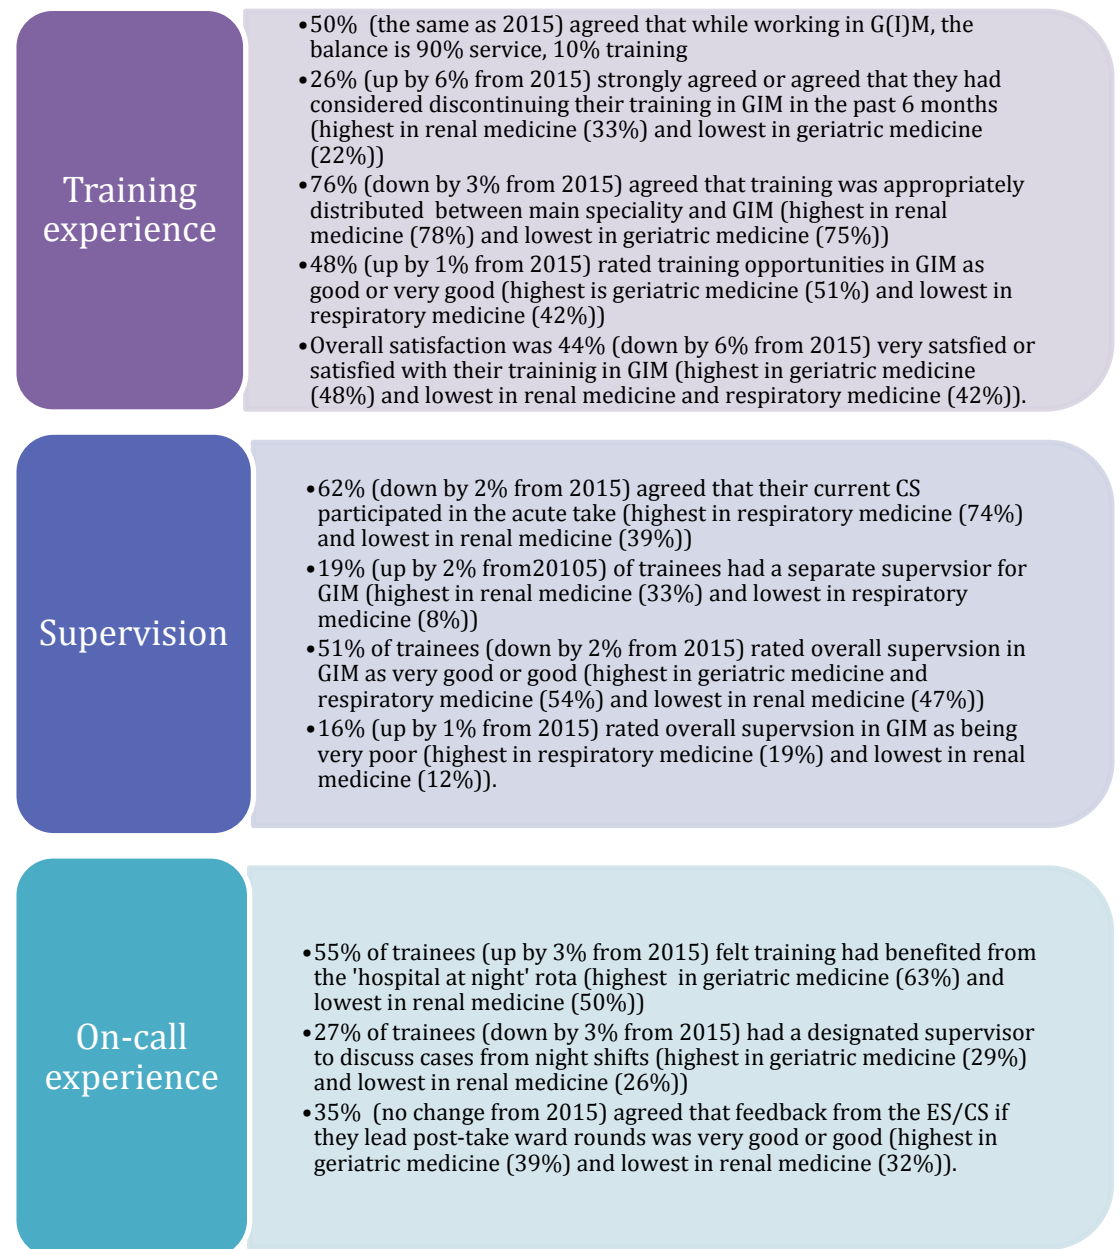 Training
experience
•50%  (the same as 2015) agreed that while working in G(I)M, the
balance is 90% service, 10% training
•26% (up by 6% from 2015) strongly agreed or agreed that they had
considered discontinuing their training in GIM in the past 6 months
(highest in renal medicine (33%) and lowest in geriatric medicine
(22%))
•76% (down by 3% from 2015) agreed that training was appropriately
distributed  between main speciality and GIM (highest in renal
medicine (78%) and lowest in geriatric medicine (75%))
•48% (up by 1% from 2015) rated training opportunities in GIM as
good or very good (highest is geriatric medicine (51%) and lowest in
respiratory medicine (42%))
•Overall satisfaction was 44% (down by 6% from 2015) very satsfied or
satisfied with their traininig in GIM (highest in geriatric medicine
(48%) and lowest in renal medicine and respiratory medicine (42%)).
Supervision
•62% (down by 2% from 2015) agreed that their current CS
participated in the acute take (highest in respiratory medicine (74%)
and lowest in renal medicine (39%))
•19% (up by 2% from20105) of trainees had a separate supervsior for
GIM (highest in renal medicine (33%) and lowest in respiratory
medicine (8%))
•51% of trainees (down by 2% from 2015) rated overall supervsion in
GIM as very good or good (highest in geriatric medicine and
respiratory medicine (54%) and lowest in renal medicine (47%))
•16% (up by 1% from 2015) rated overall supervsion in GIM as being
very poor (highest in respiratory medicine (19%) and lowest in renal
medicine (12%)).
On-call
experience
•55% of trainees (up by 3% from 2015) felt training had benefited from
the 'hospital at night' rota (highest  in geriatric medicine (63%) and
lowest in renal medicine (50%))
•27% of trainees (down by 3% from 2015) had a designated supervisor
to discuss cases from night shifts (highest in geriatric medicine (29%)
and lowest in renal medicine (26%))
•35%  (no change from 2015) agreed that feedback from the ES/CS if
they lead post-take ward rounds was very good or good (highest in
geriatric medicine (39%) and lowest in renal medicine (32%)).